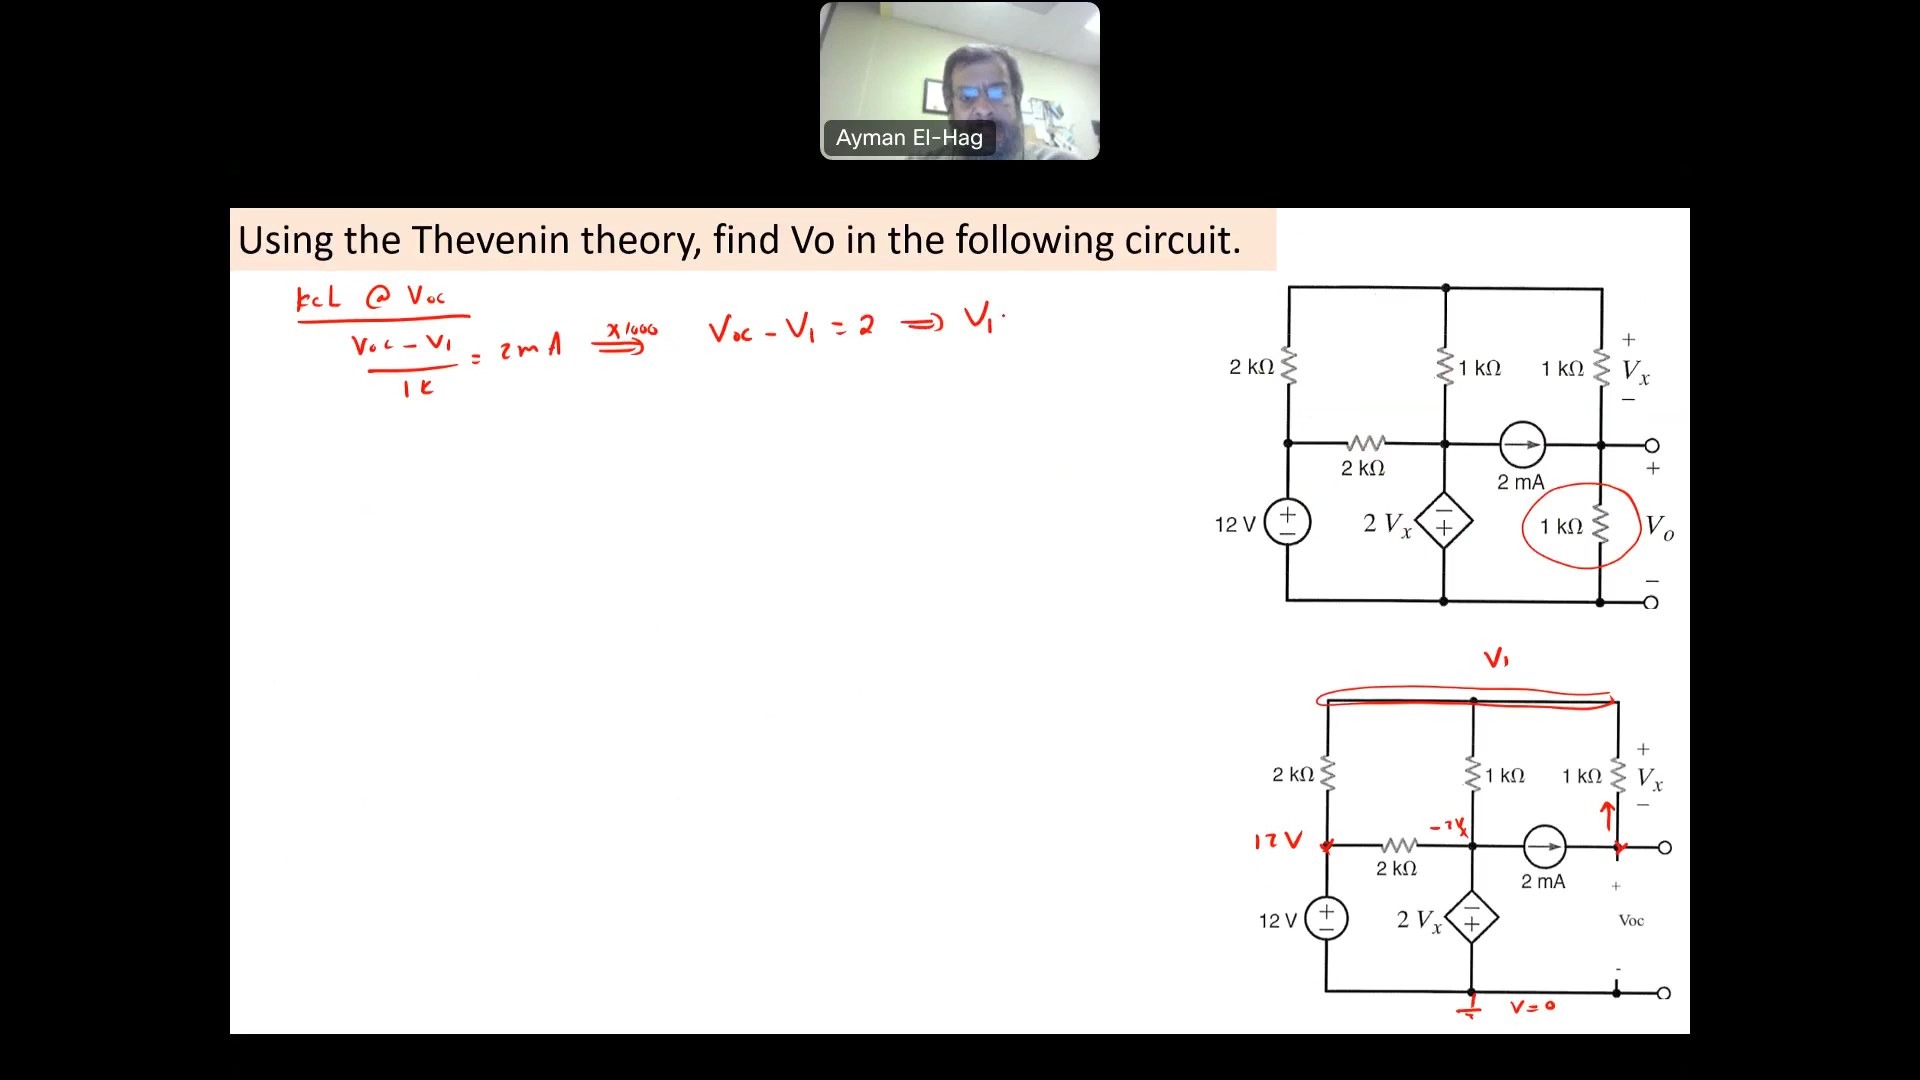 Ayman El-Hag
Using the Thevenin theory, find Vo in the following circuit.
KCL @ Voc
Voc - V1
1k
= 2mA
x1000
⟹
Voc - V1 = 2 ⟹ V1
2 kΩ
1 kΩ
1 kΩ
+
Vx
−
2 kΩ
2 mA
+
12 V
+
−
2 Vx
−
+
1 kΩ
Vo
−
V1
2 kΩ
1 kΩ
1 kΩ
+
Vx
−
12V
-2Vx
2 kΩ
2 mA
+
12 V
+
−
2 Vx
−
+
Voc
-
V=0